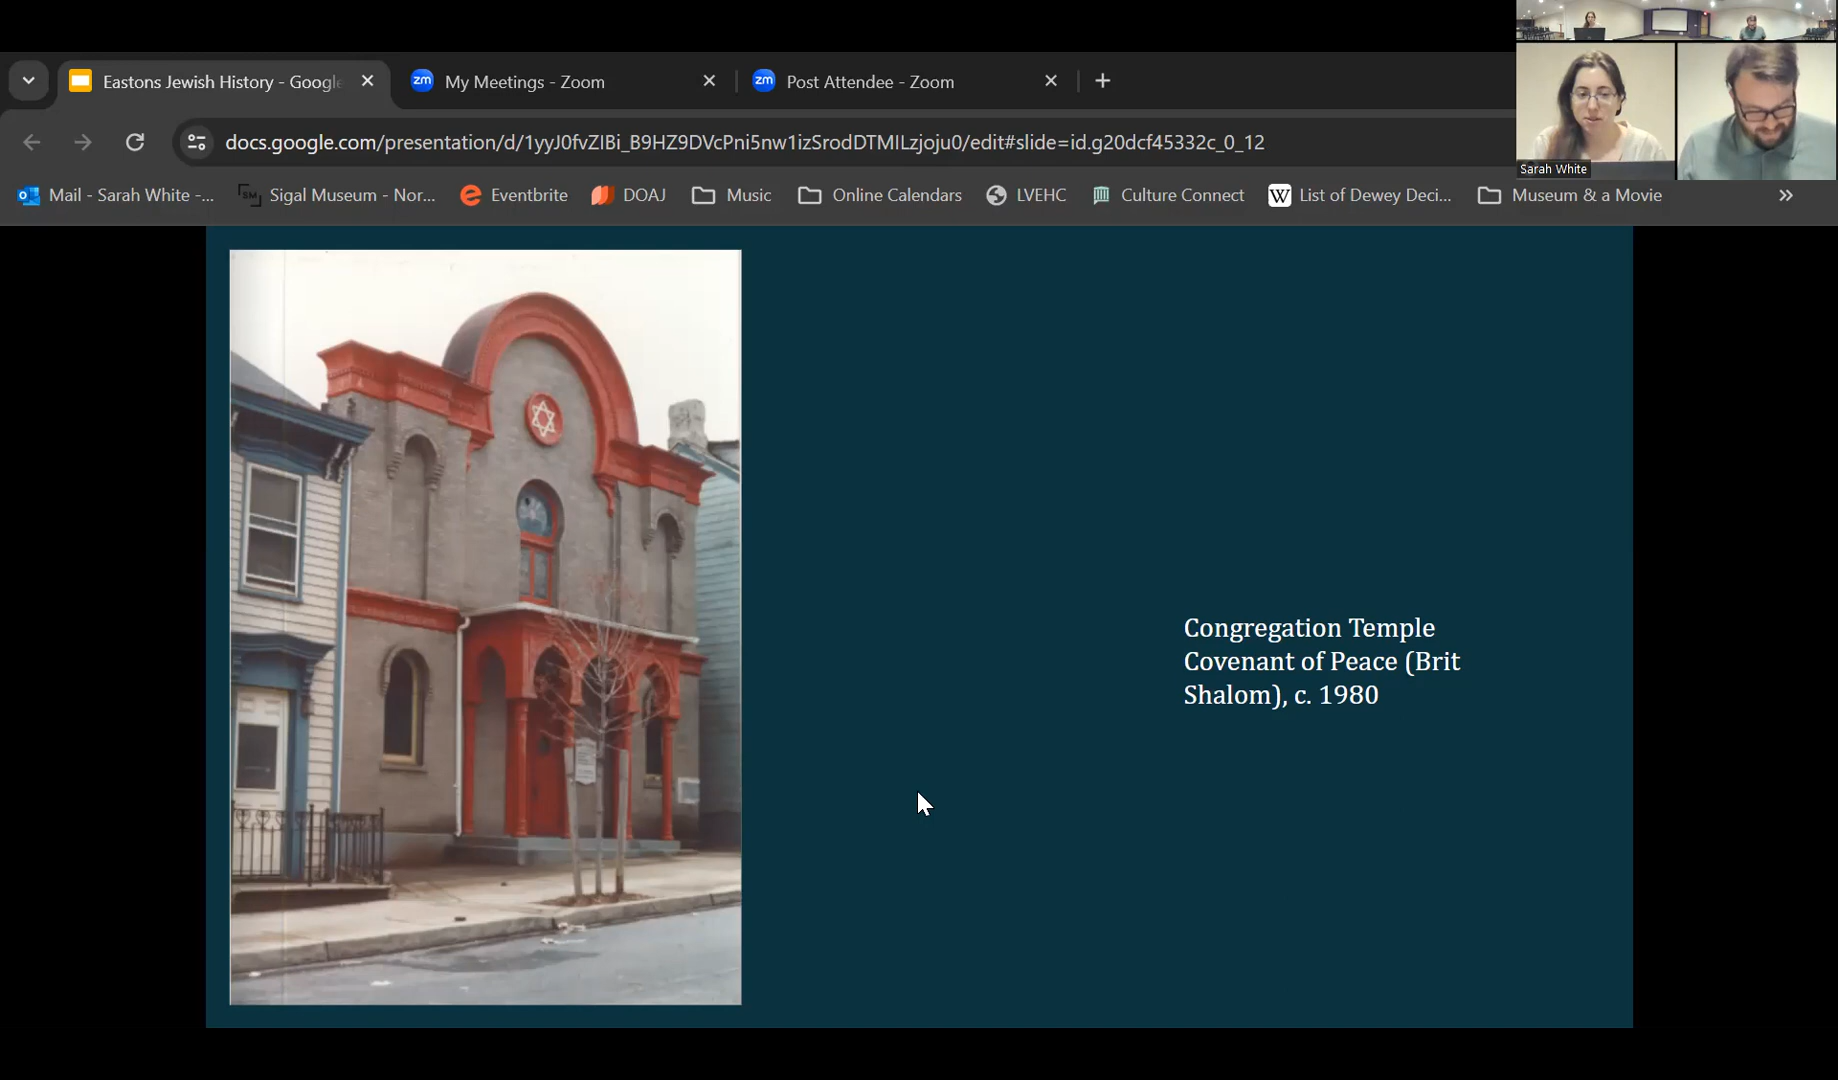 Eastons Jewish History - Google
My Meetings - Zoom
Post Attendee - Zoom
docs.google.com/presentation/d/1yyJ0fvZIBi_B9HZ9DVcPni5nw1izSrodDTMILzjoju0/edit#slide=id.g20dcf45332c_0_12
Mail - Sarah White -...
Sigal Museum - Nor...
Eventbrite
DOAJ
Music
Online Calendars
LVEHC
Culture Connect
List of Dewey Deci...
Museum & a Movie
Sarah White
Congregation Temple
Covenant of Peace (Brit
Shalom), c. 1980